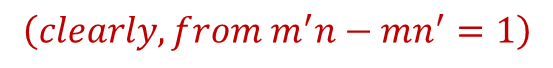 (clearly, from m′n − mn′ = 1)